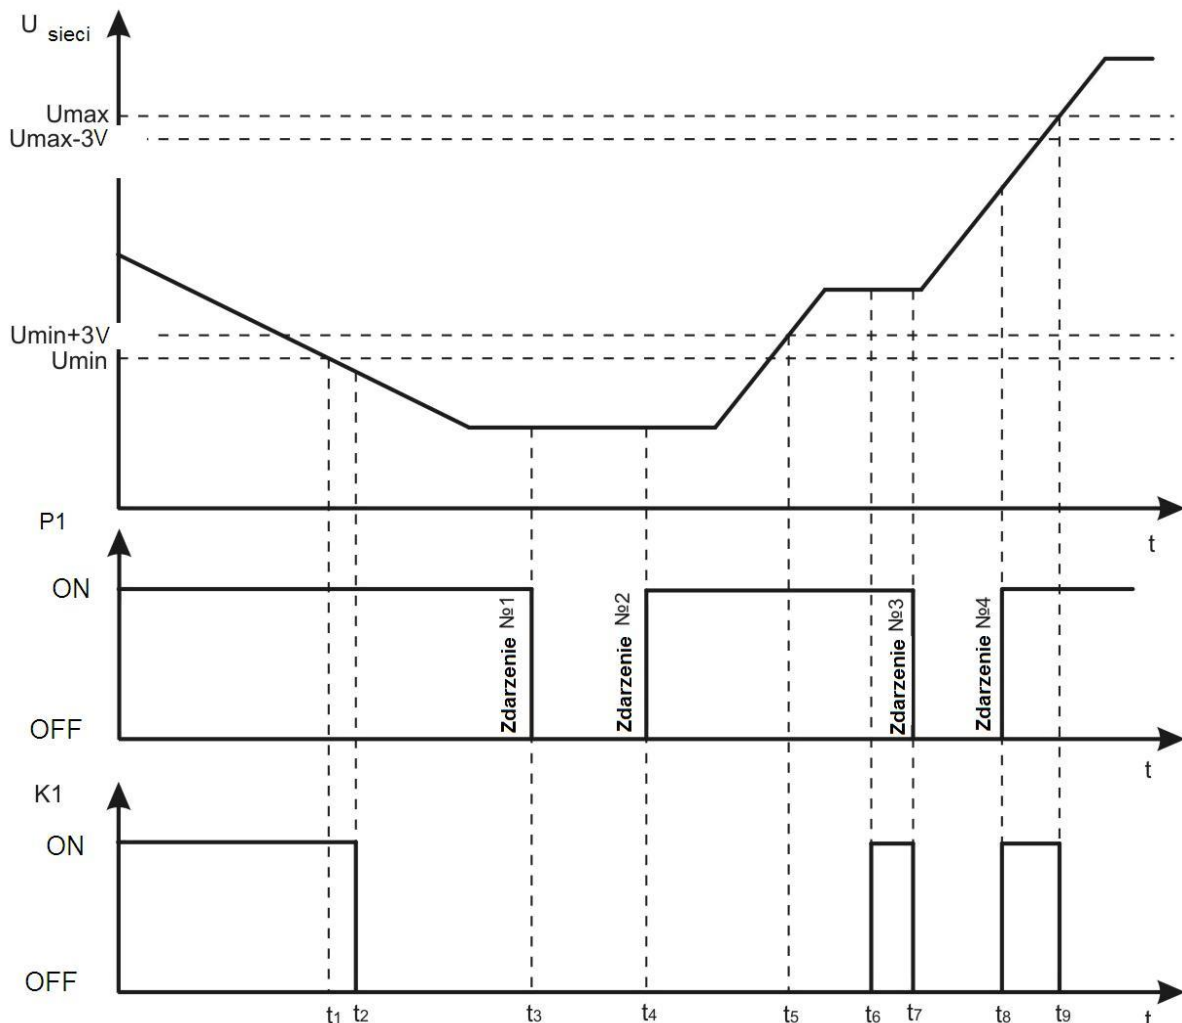 U sieci
Umax
Umax-3V
Umin+3V
Umin
t
P1
ON
OFF
Zdarzenie №1
Zdarzenie №2
Zdarzenie №3
Zdarzenie №4
t
K1
ON
OFF
t1 t2 t3 t4 t5 t6 t7 t8 t9 t